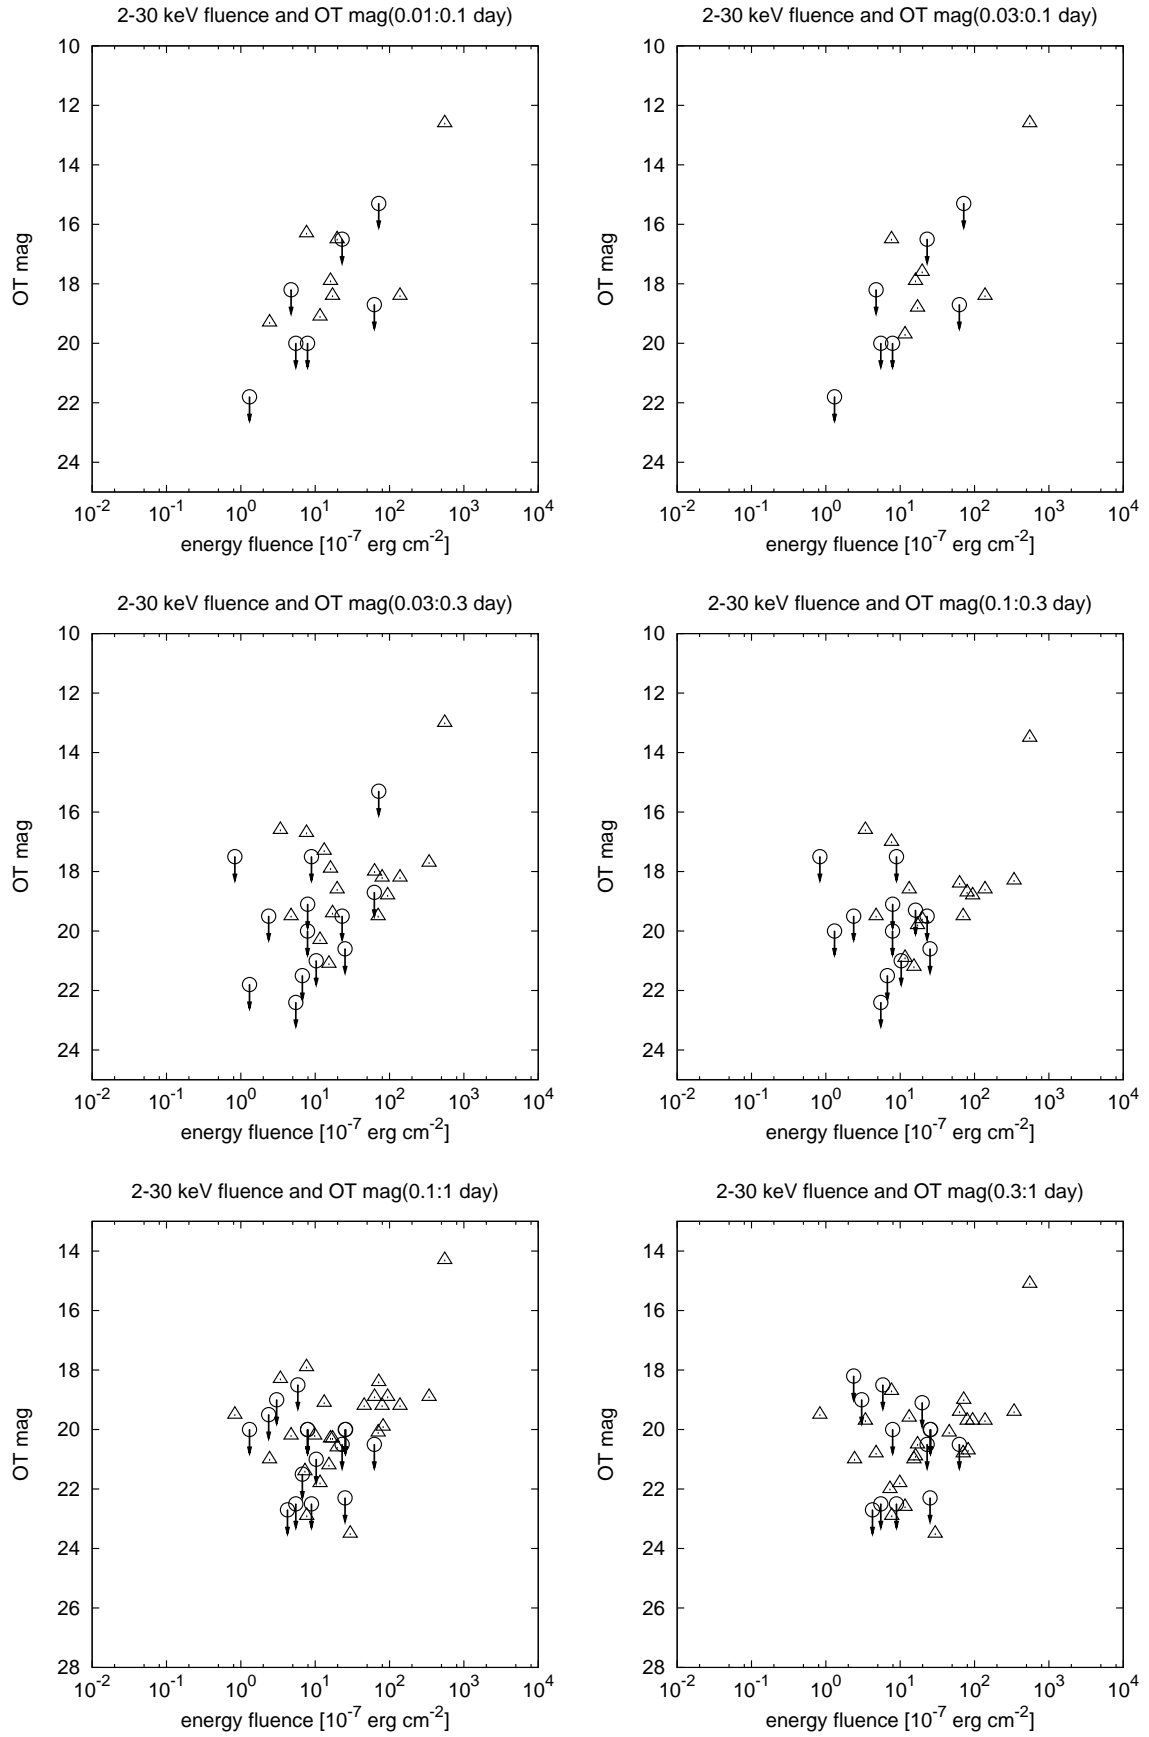 2-30 keV fluence and OT mag(0.01:0.1 day)
OT mag
10
12
14
16
18
20
22
24
10^-2 10^-1 10^0 10^1 10^2 10^3 10^4
energy fluence [10^-7 erg cm^-2]
2-30 keV fluence and OT mag(0.03:0.1 day)
OT mag
10
12
14
16
18
20
22
24
10^-2 10^-1 10^0 10^1 10^2 10^3 10^4
energy fluence [10^-7 erg cm^-2]
2-30 keV fluence and OT mag(0.03:0.3 day)
OT mag
10
12
14
16
18
20
22
24
10^-2 10^-1 10^0 10^1 10^2 10^3 10^4
energy fluence [10^-7 erg cm^-2]
2-30 keV fluence and OT mag(0.1:0.3 day)
OT mag
10
12
14
16
18
20
22
24
10^-2 10^-1 10^0 10^1 10^2 10^3 10^4
energy fluence [10^-7 erg cm^-2]
2-30 keV fluence and OT mag(0.1:1 day)
OT mag
14
16
18
20
22
24
26
28
10^-2 10^-1 10^0 10^1 10^2 10^3 10^4
energy fluence [10^-7 erg cm^-2]
2-30 keV fluence and OT mag(0.3:1 day)
OT mag
14
16
18
20
22
24
26
28
10^-2 10^-1 10^0 10^1 10^2 10^3 10^4
energy fluence [10^-7 erg cm^-2]